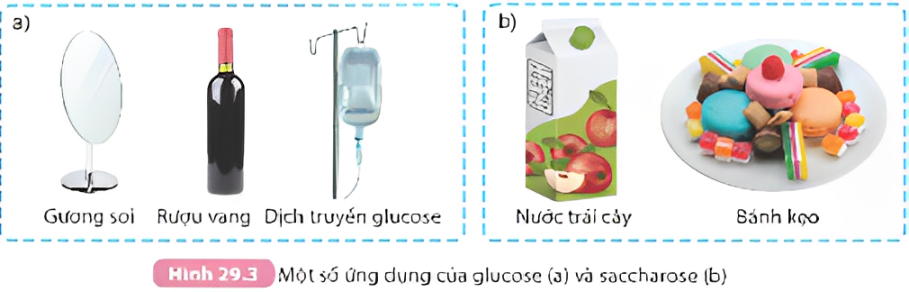 a)
Gương soi Rượu vang Dịch truyền glucose
b)
Nước trái cây Bánh kẹo
Hình 29.3 Một số ứng dụng của glucose (a) và saccharose (b)